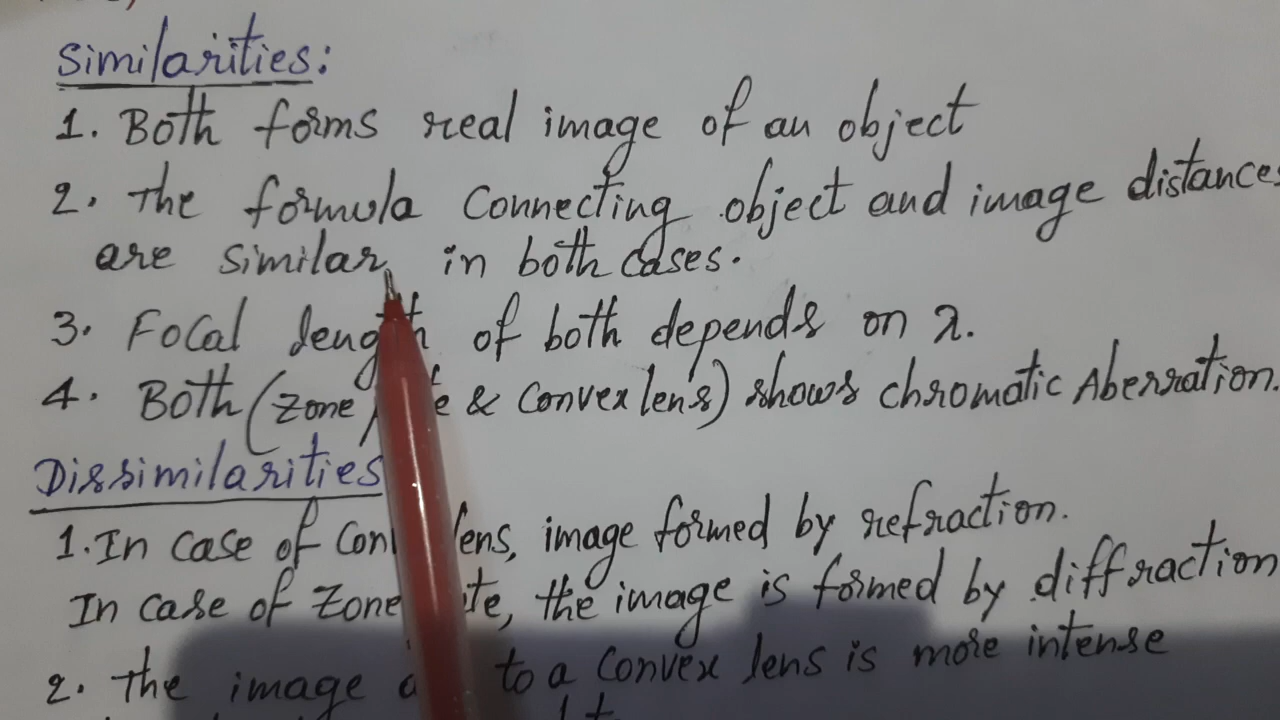 Similarities:
1. Both forms real image of an object
2. The formula connecting object and image distances
are similar in both cases.
3. Focal length of both depends on λ.
4. Both (zone & Convex lens) shows chromatic Aberration.
Dissimilarities
1. In case of lens, image formed by refraction.
In case of zone, the image is formed by diffraction
2. The image to a convex lens is more intense